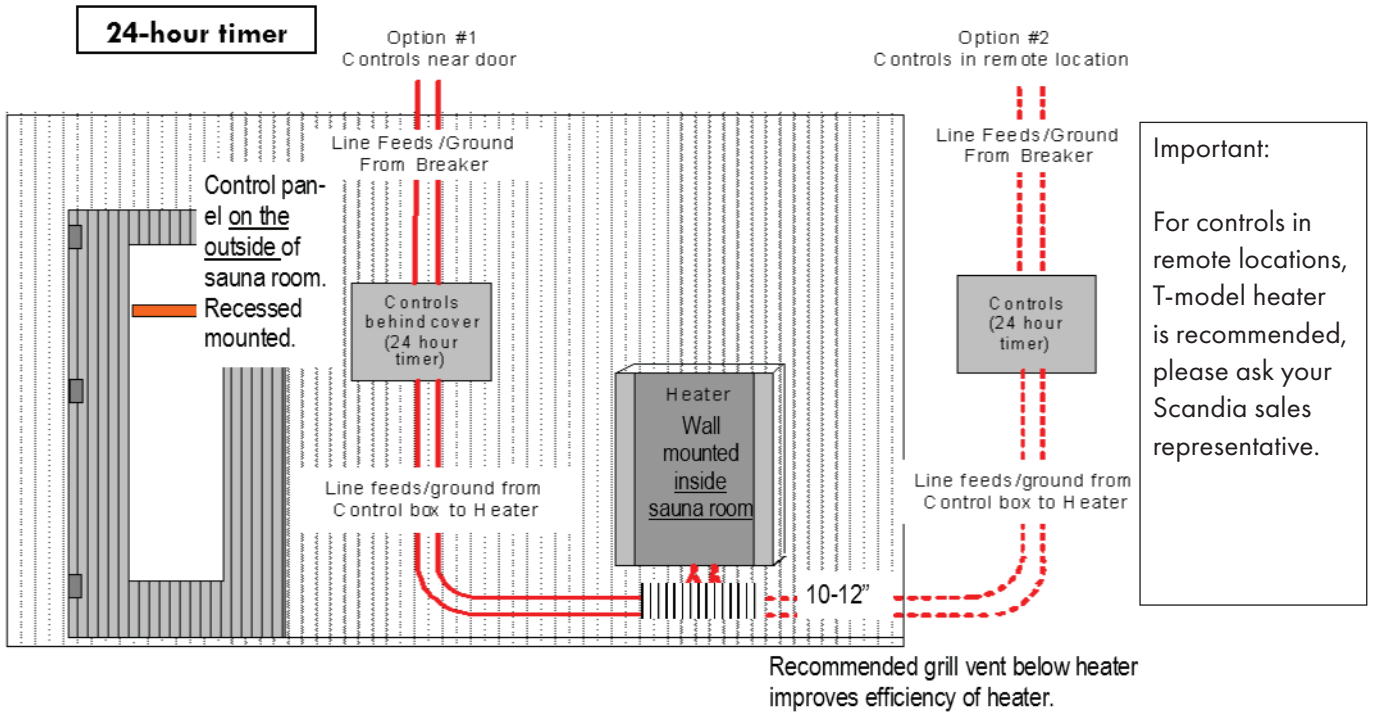 24-hour timer
Option #1
Controls near door
Option #2
Controls in remote location
Line Feeds/Ground
From Breaker
Line Feeds/Ground
From Breaker
Control pan-
el on the
outside of
sauna room.
Recessed
mounted.
Controls
behind cover
(24 hour
timer)
Heater
Wall
mounted
inside
sauna room
Controls
(24 hour
timer)
Important:
For controls in
remote locations,
T-model heater
is recommended,
please ask your
Scandia sales
representative.
Line feeds/ground from
Control box to Heater
Line feeds/ground from
Control box to Heater
10-12”
Recommended grill vent below heater
improves efficiency of heater.